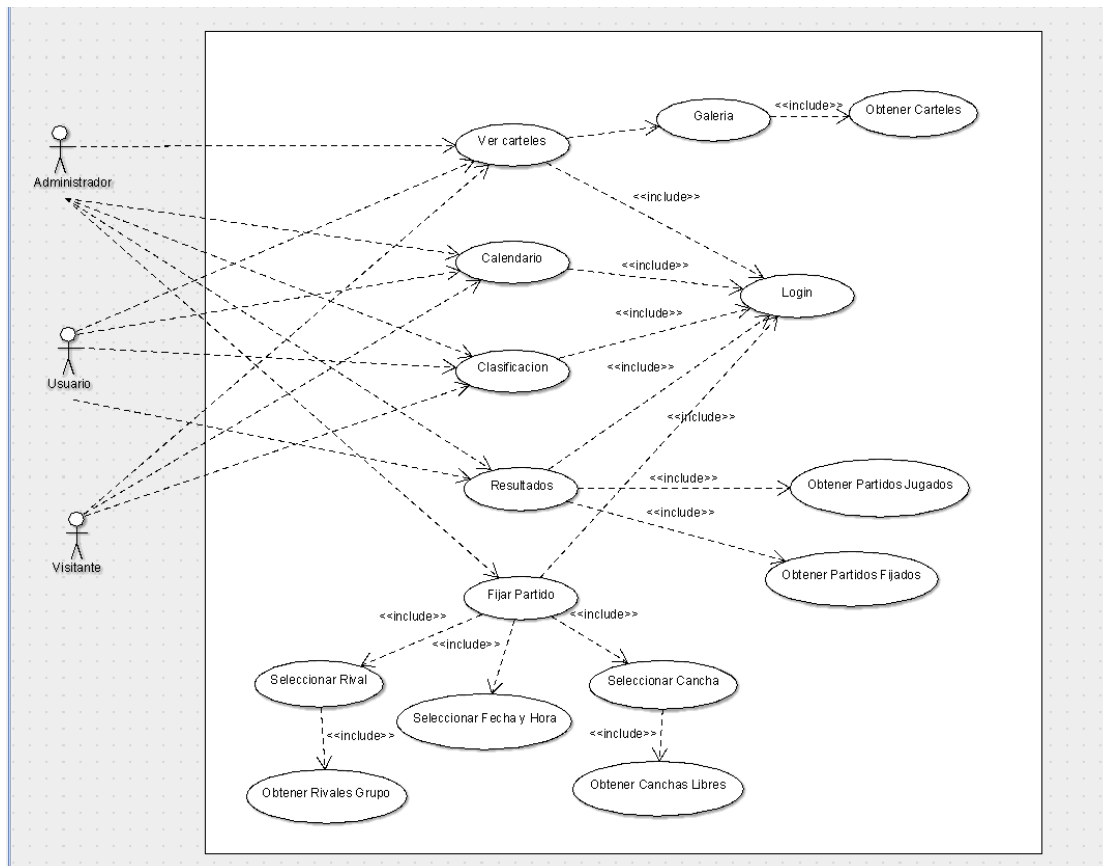 Galeria
<<include>>
Obtener Carteles
Ver carteles
Administrador
<<include>>
Calendario
<<include>>
Login
<<include>>
Usuario
Clasificacion
<<include>>
<<include>>
Resultados
<<include>>
Obtener Partidos Jugados
<<include>>
Visitante
Obtener Partidos Fijados
Fijar Partido
<<include>>
<<include>>
<<include>>
Seleccionar Rival
Seleccionar Cancha
Seleccionar Fecha y Hora
<<include>>
<<include>>
Obtener Rivales Grupo
Obtener Canchas Libres